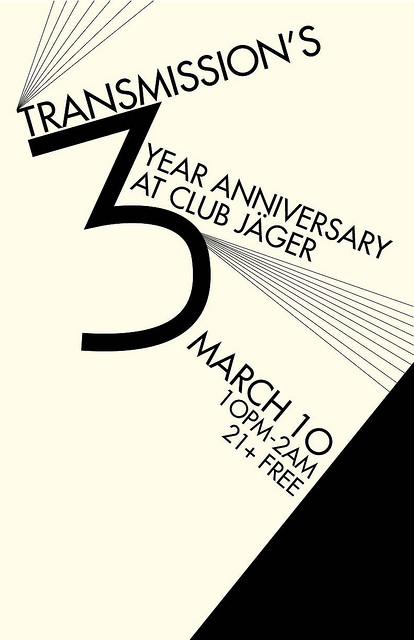 TRANSMISSION'S
3
YEAR ANNIVERSARY
AT CLUB JÄGER
MARCH 10
10PM-2AM
21+ FREE